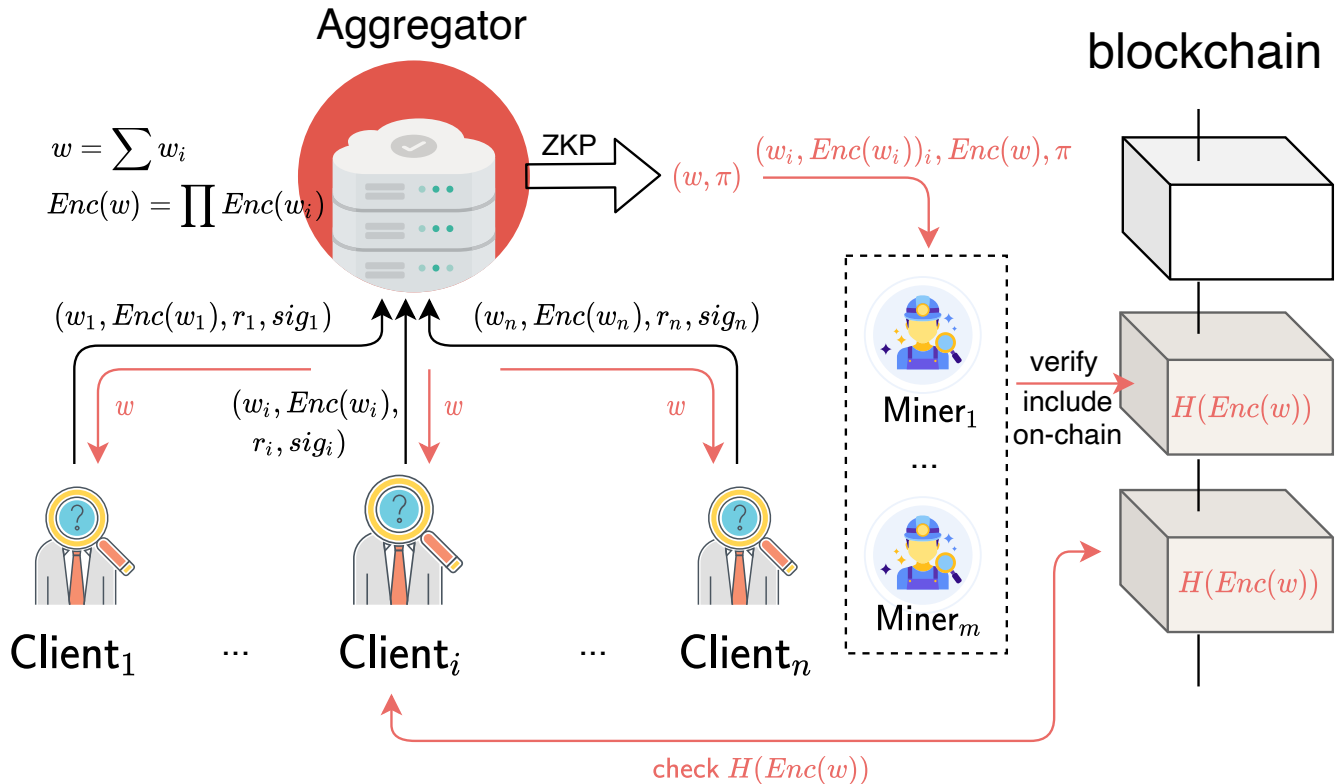 Aggregator
blockchain
w = ∑ w_i
Enc(w) = ∏ Enc(w_i)
ZKP
(w, π)
(w_i, Enc(w_i))_i, Enc(w), π
(w_1, Enc(w_1), r_1, sig_1)
(w_n, Enc(w_n), r_n, sig_n)
w
(w_i, Enc(w_i),
r_i, sig_i)
w
w
?
?
?
Client_1
...
Client_i
...
Client_n
Miner_1
...
Miner_m
verify
include
on-chain
H(Enc(w))
H(Enc(w))
check H(Enc(w))